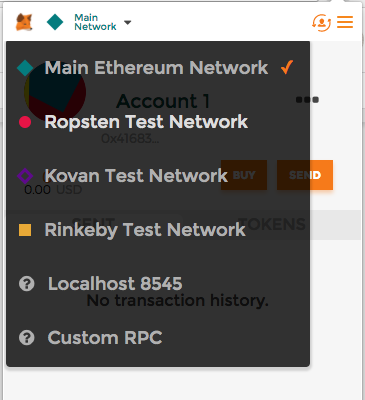 Main
Network
Main Ethereum Network
Account 1
Ropsten Test Network
0x41683...
Kovan Test Network
BUY
SEND
0.00 USD
Rinkeby Test Network
SENT
TOKENS
Localhost 8545
No transaction history.
Custom RPC